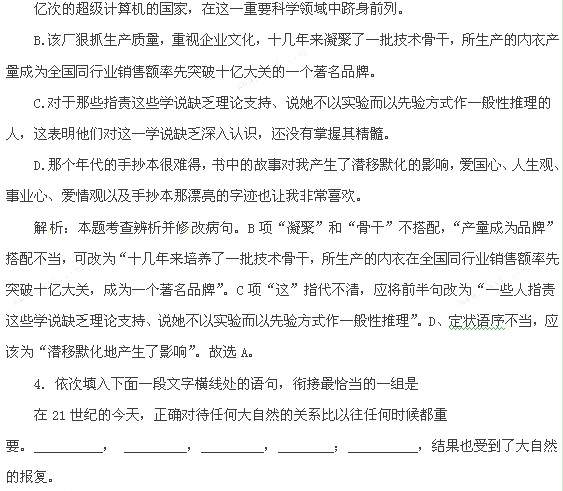 亿次的超级计算机的国家，在这一重要科学领域中跻身前列。
B.该厂狠抓生产质量，重视企业文化，十几年来凝聚了一批技术骨干，所生产的内衣产
量成为全国同行业销售额率先突破十亿大关的一个著名品牌。
C.对于那些指责这些学说缺乏理论支持、说她不以实验而以先验方式作一般性推理的
人，这表明他们对这一学说缺乏深入认识，还没有掌握其精髓。
D.那个年代的手抄本很难得，书中的故事对我产生了潜移默化的影响，爱国心、人生观、
事业心、爱情观以及手抄本那漂亮的字迹也让我非常喜欢。
解析：本题考查辨析并修改病句。B 项“凝聚”和“骨干”不搭配，“产量成为品牌”
搭配不当，可改为“十几年来培养了一批技术骨干，所生产的内衣在全国同行业销售额率先
突破十亿大关，成为一个著名品牌”。C 项“这”指代不清，应将前半句改为“一些人指责
这些学说缺乏理论支持、说她不以实验而以先验方式作一般性推理”。D、定状语序不当，应
该为“潜移默化地产生了影响”。故选 A。
4. 依次填入下面一段文字横线处的语句，衔接最恰当的一组是
在 21 世纪的今天，正确对待任何大自然的关系比以往任何时候都重
要。__________， _________，_________，________；__________，结果也受到了大自然
的报复。